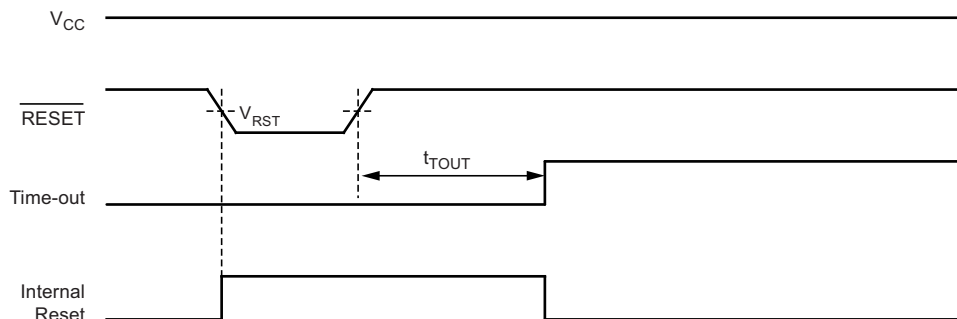 VCC
RESET
VRST
tTOUT
Time-out
Internal
Reset